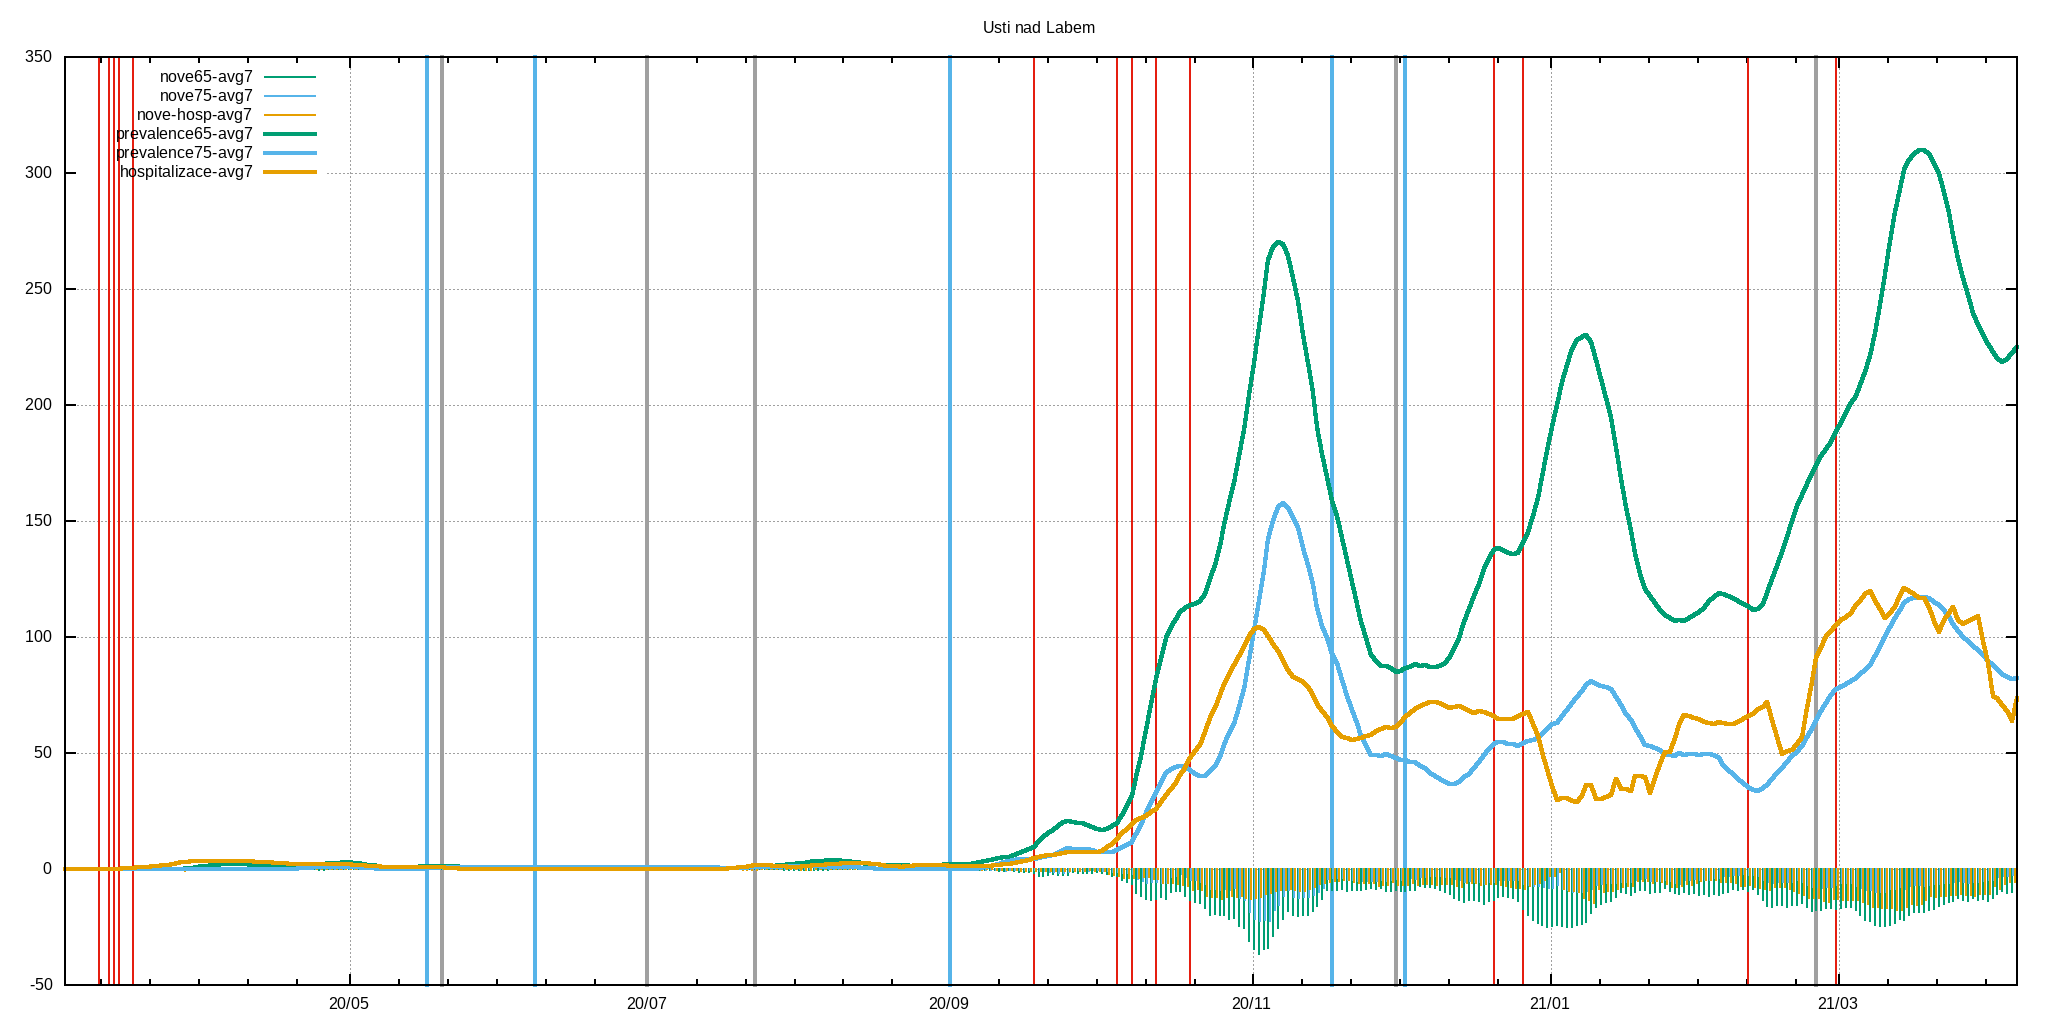 Usti nad Labem
350
300
250
200
150
100
50
0
-50
nove65-avg7
nove75-avg7
nove-hosp-avg7
prevalence65-avg7
prevalence75-avg7
hospitalizace-avg7
20/05 20/07 20/09 20/11 21/01 21/03